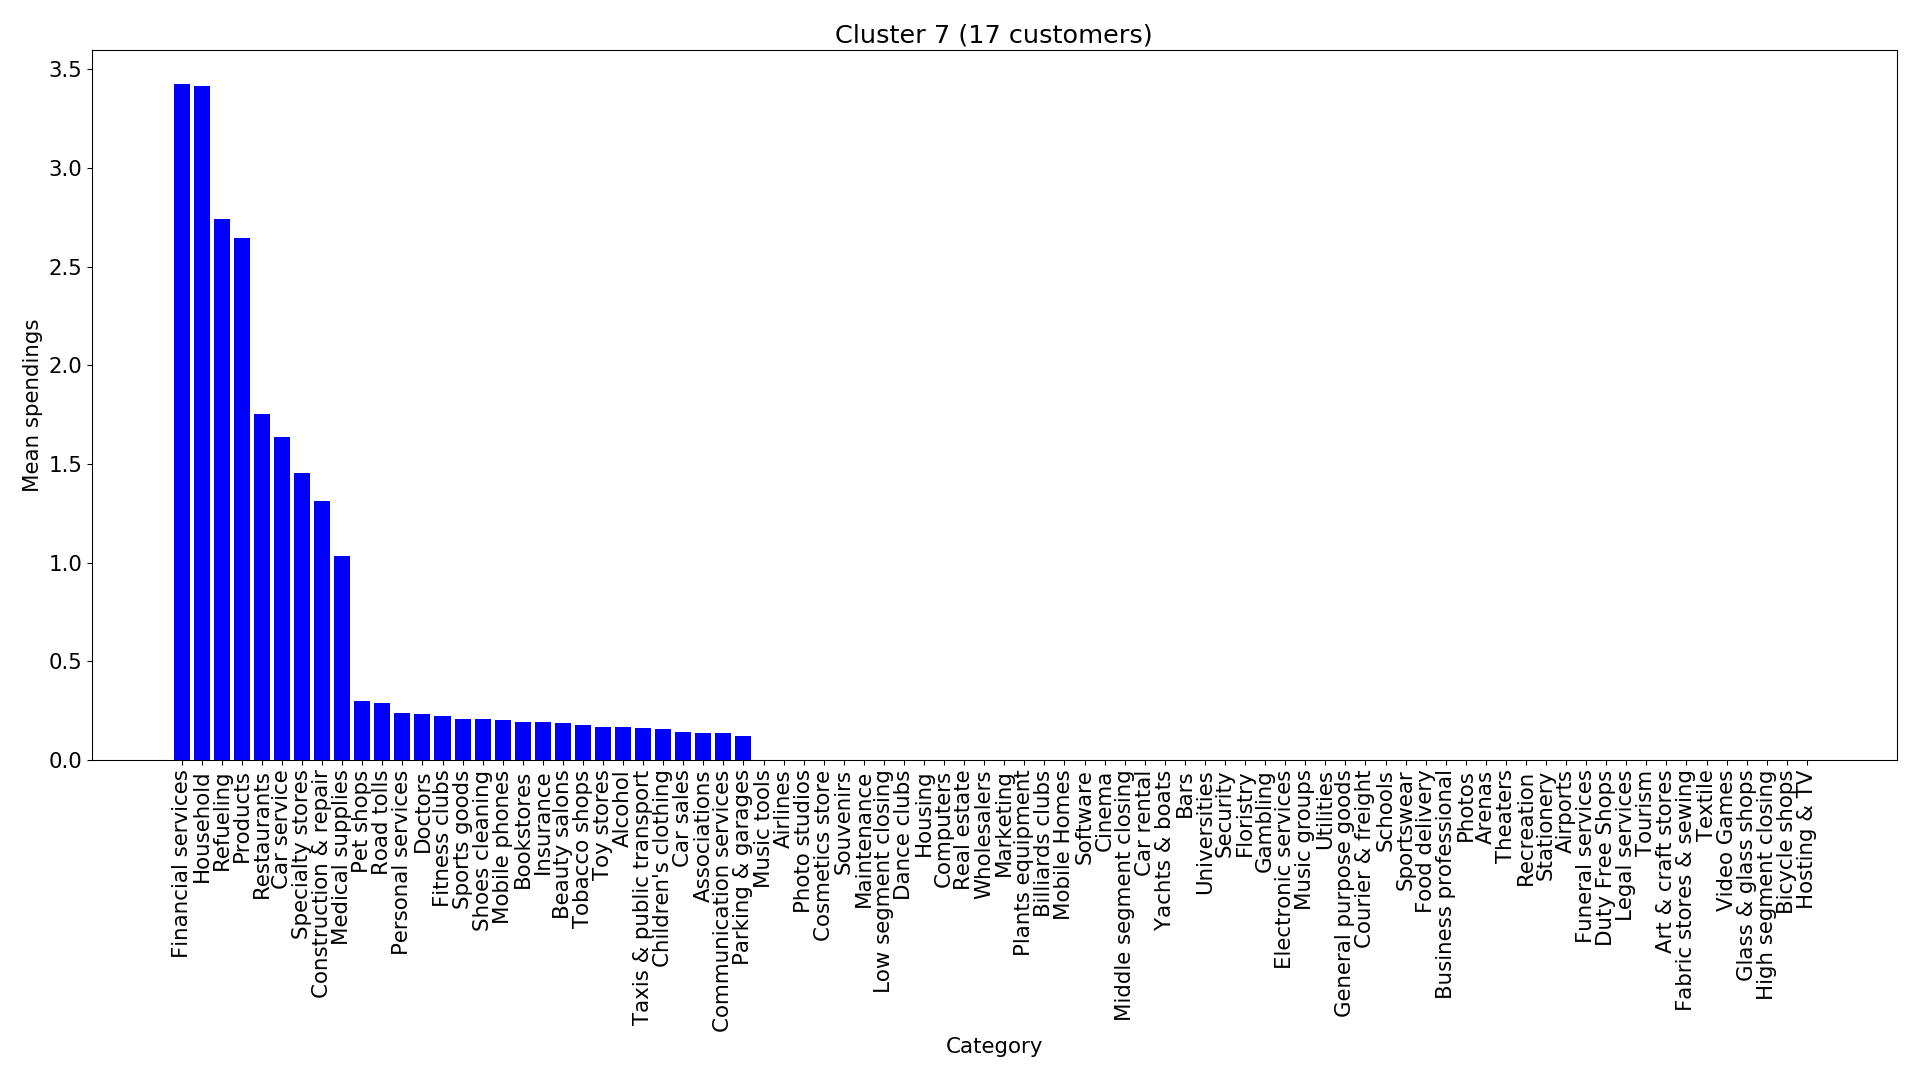 Cluster 7 (17 customers)
3.5
3.0
2.5
2.0
1.5
1.0
0.5
0.0
Mean spendings
Financial services
Household
Refueling
Products
Restaurants
Car service
Specialty stores
Construction & repair
Medical supplies
Pet shops
Road tolls
Personal services
Doctors
Fitness clubs
Sports goods
Shoes cleaning
Mobile phones
Bookstores
Insurance
Beauty salons
Tobacco shops
Toy stores
Alcohol
Taxis & public transport
Children's clothing
Car sales
Associations
Communication services
Parking & garages
Music tools
Airlines
Photo studios
Cosmetics store
Souvenirs
Maintenance
Low segment closing
Dance clubs
Housing
Computers
Real estate
Wholesalers
Marketing
Plants equipment
Billiards clubs
Mobile Homes
Software
Cinema
Middle segment closing
Car rental
Yachts & boats
Bars
Universities
Security
Floristry
Gambling
Electronic services
Music groups
Utilities
General purpose goods
Courier & freight
Schools
Sportswear
Food delivery
Business professional
Photos
Arenas
Theaters
Recreation
Stationery
Airports
Funeral services
Duty Free Shops
Legal services
Tourism
Art & craft stores
Fabric stores & sewing
Textile
Video Games
Glass & glass shops
High segment closing
Bicycle shops
Hosting & TV
Category